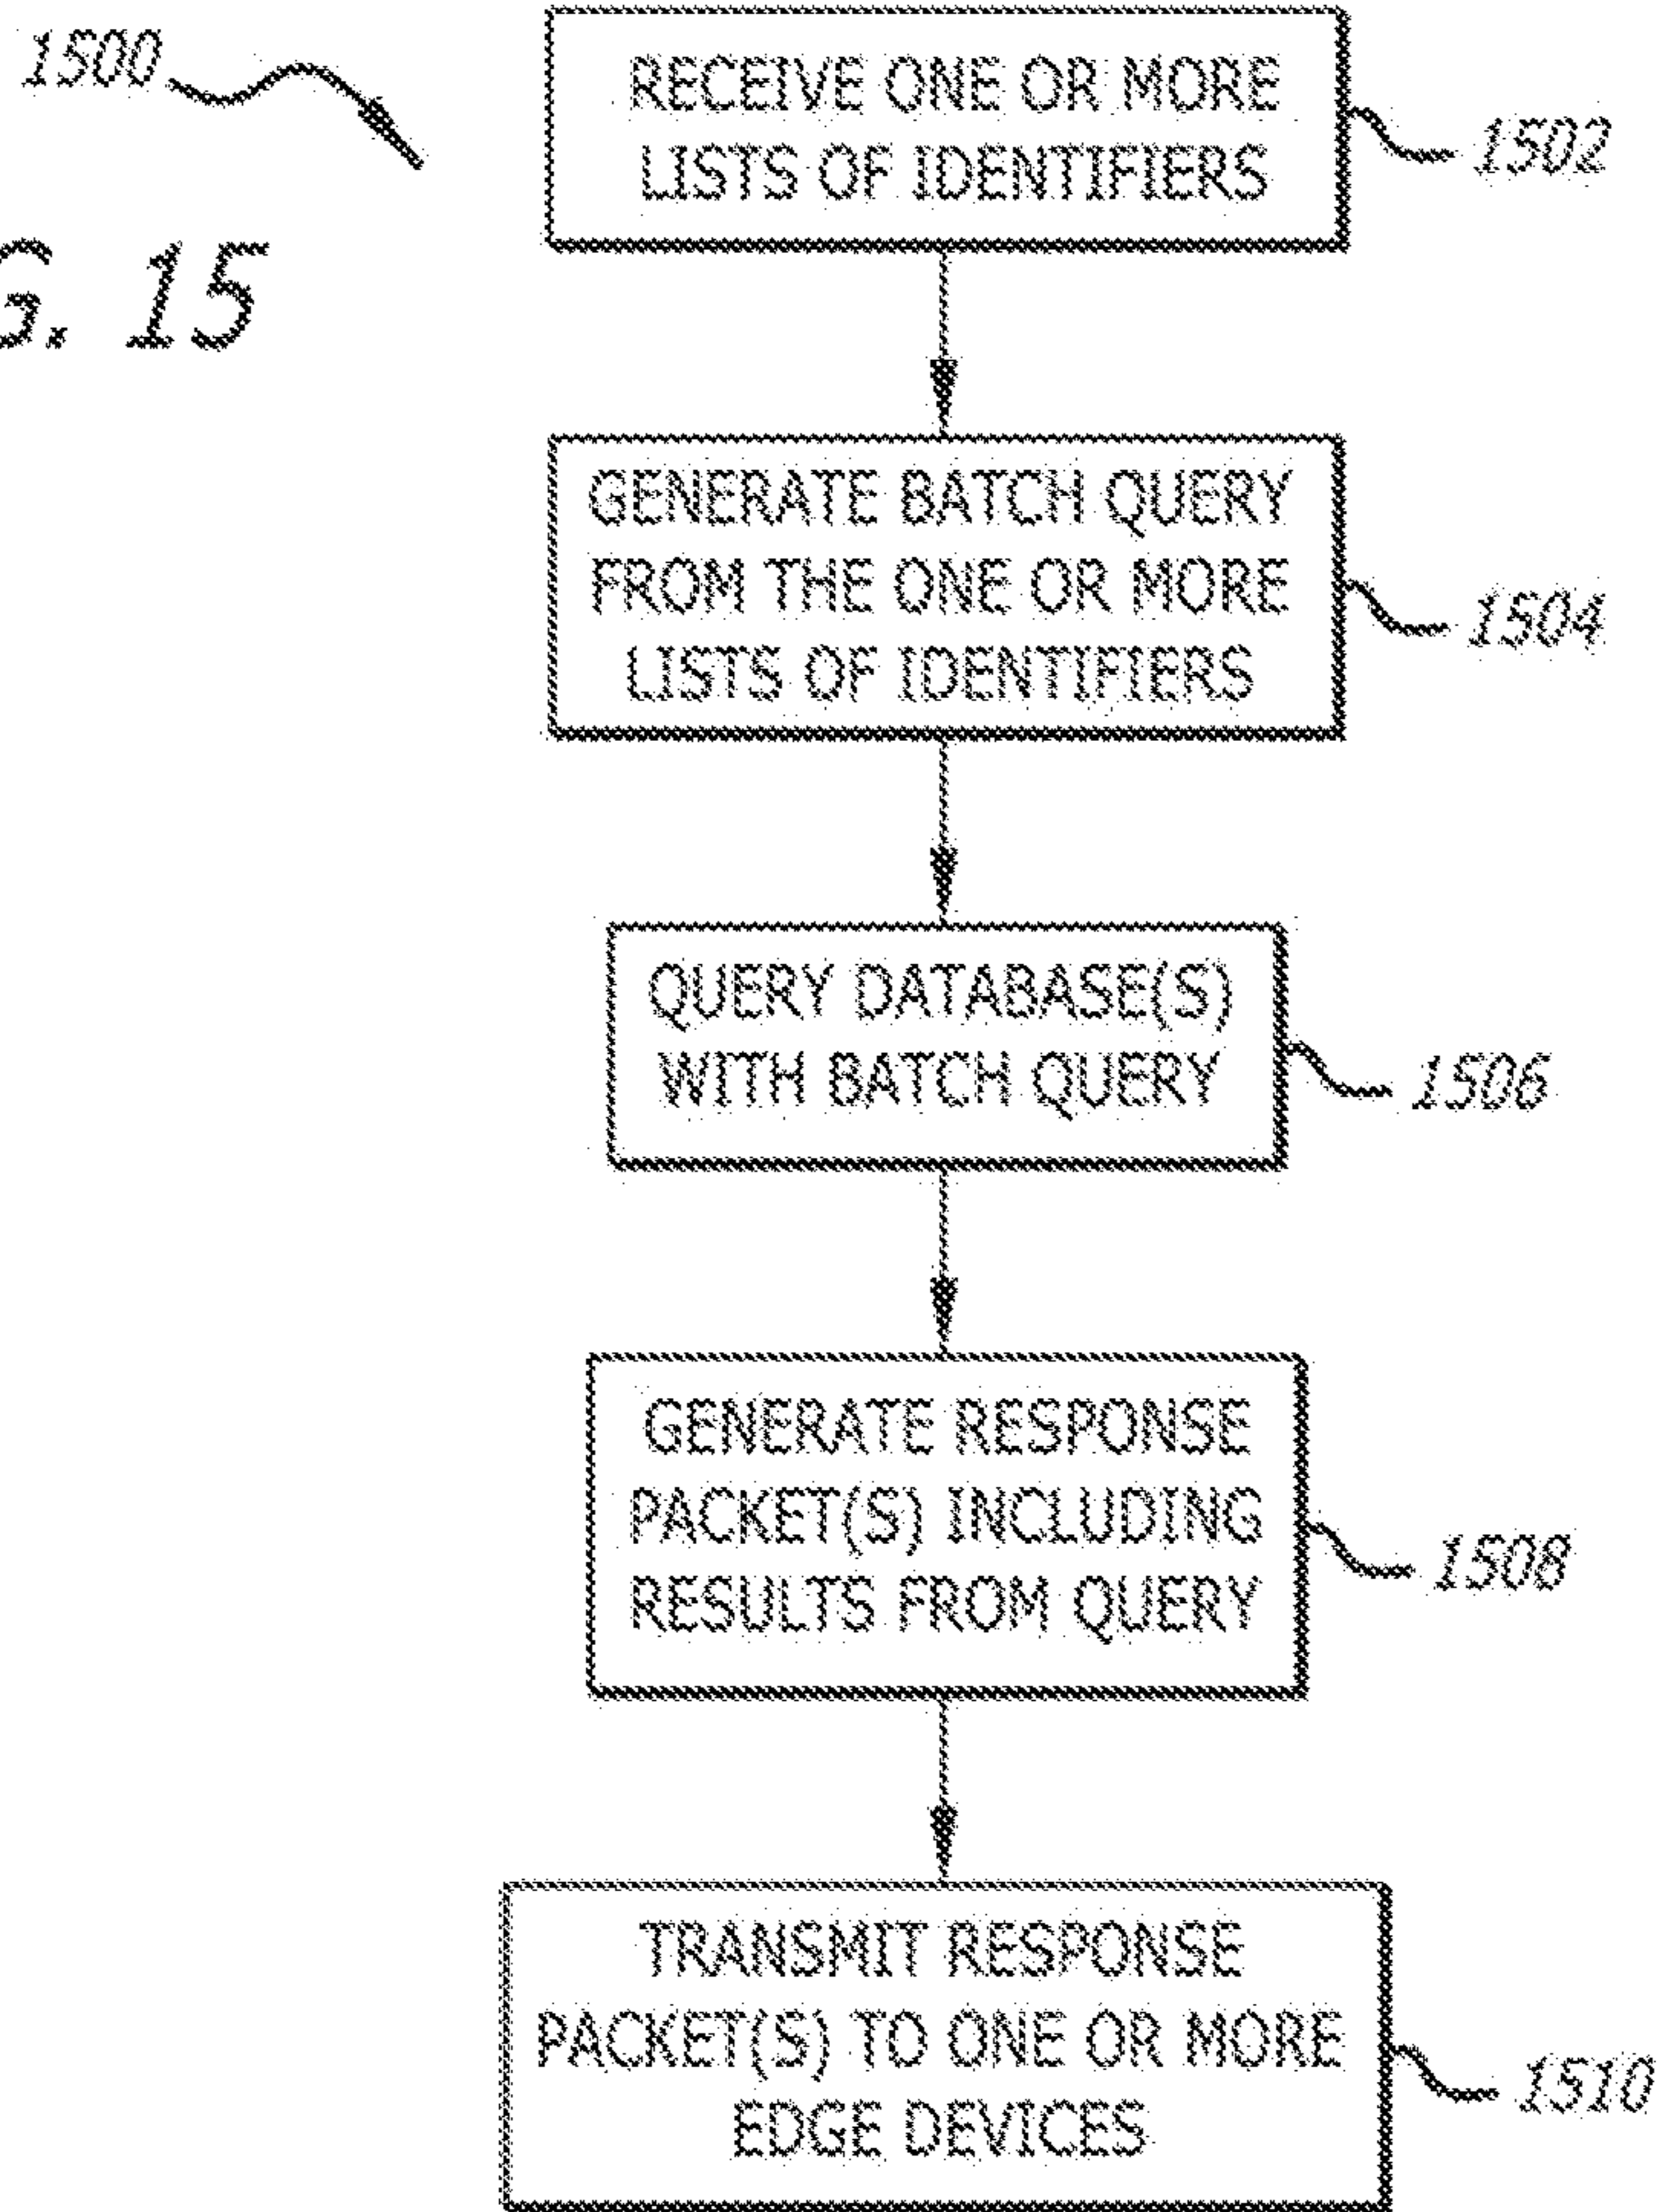 1500
RECEIVE ONE OR MORE
LISTS OF IDENTIFIERS
1502
G. 15
GENERATE BATCH QUERY
FROM THE ONE OR MORE
LISTS OF IDENTIFIERS
1504
QUERY DATABASE(S)
WITH BATCH QUERY
1506
GENERATE RESPONSE
PACKET(S) INCLUDING
RESULTS FROM QUERY
1508
TRANSMIT RESPONSE
PACKET(S) TO ONE OR MORE
EDGE DEVICES
1510